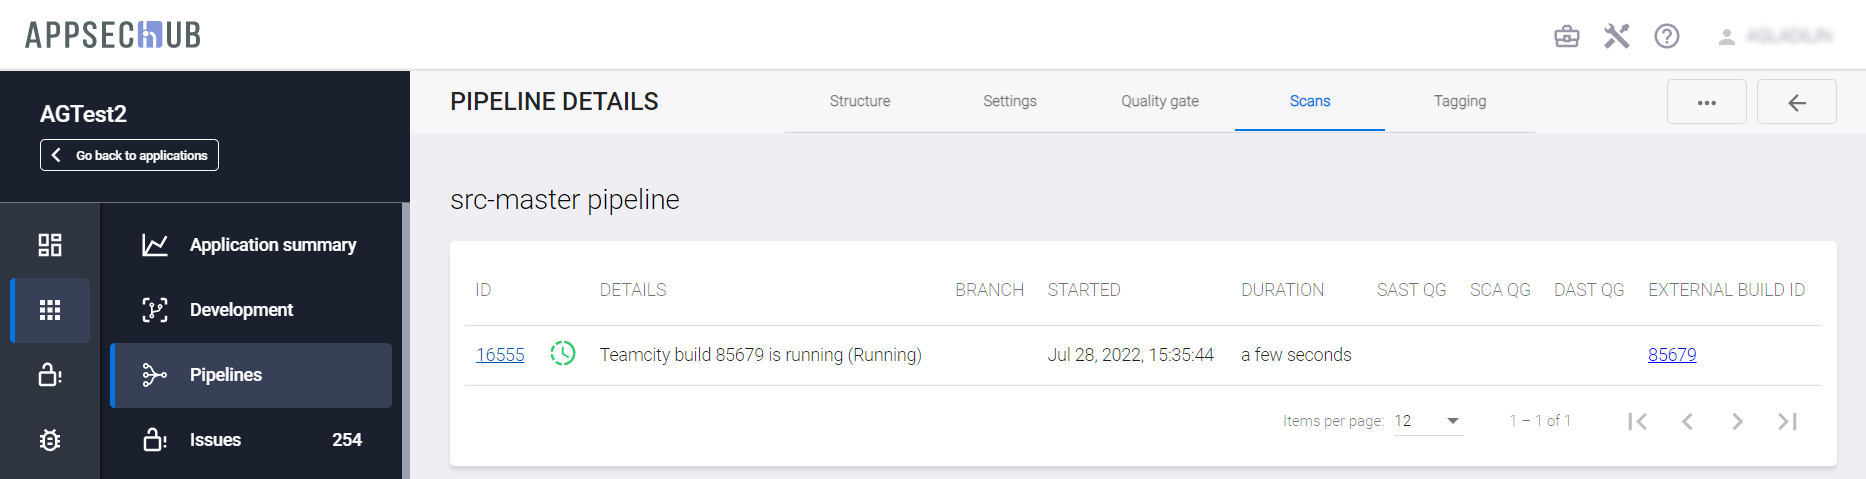 APPSECHUB
AGTest2
Go back to applications
Application summary
Development
Pipelines
Issues 254
PIPELINE DETAILS
Structure Settings Quality gate Scans Tagging
src-master pipeline
ID DETAILS BRANCH STARTED DURATION SAST QG SCA QG DAST QG EXTERNAL BUILD ID
16555 Teamcity build 85679 is running (Running) Jul 28, 2022, 15:35:44 a few seconds 85679
Items per page: 12 1 – 1 of 1